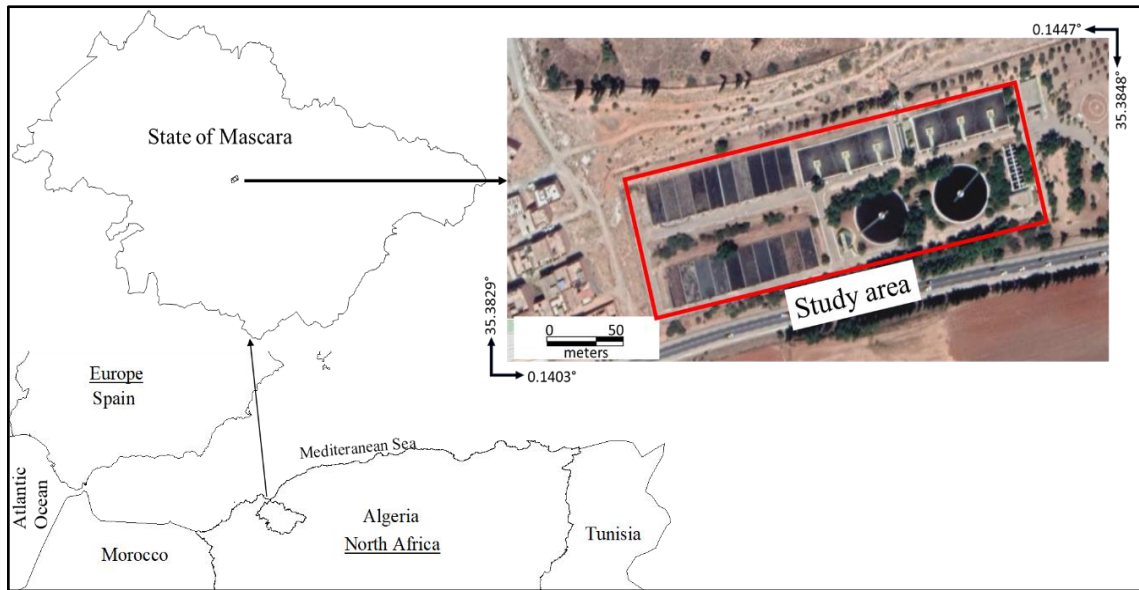 State of Mascara
0.1447°
35.3848°
Study area
0 50
meters
35.3829°
0.1403°
Europe
Spain
Mediteranean Sea
Atlantic
Ocean
Algeria
North Africa
Morocco
Tunisia